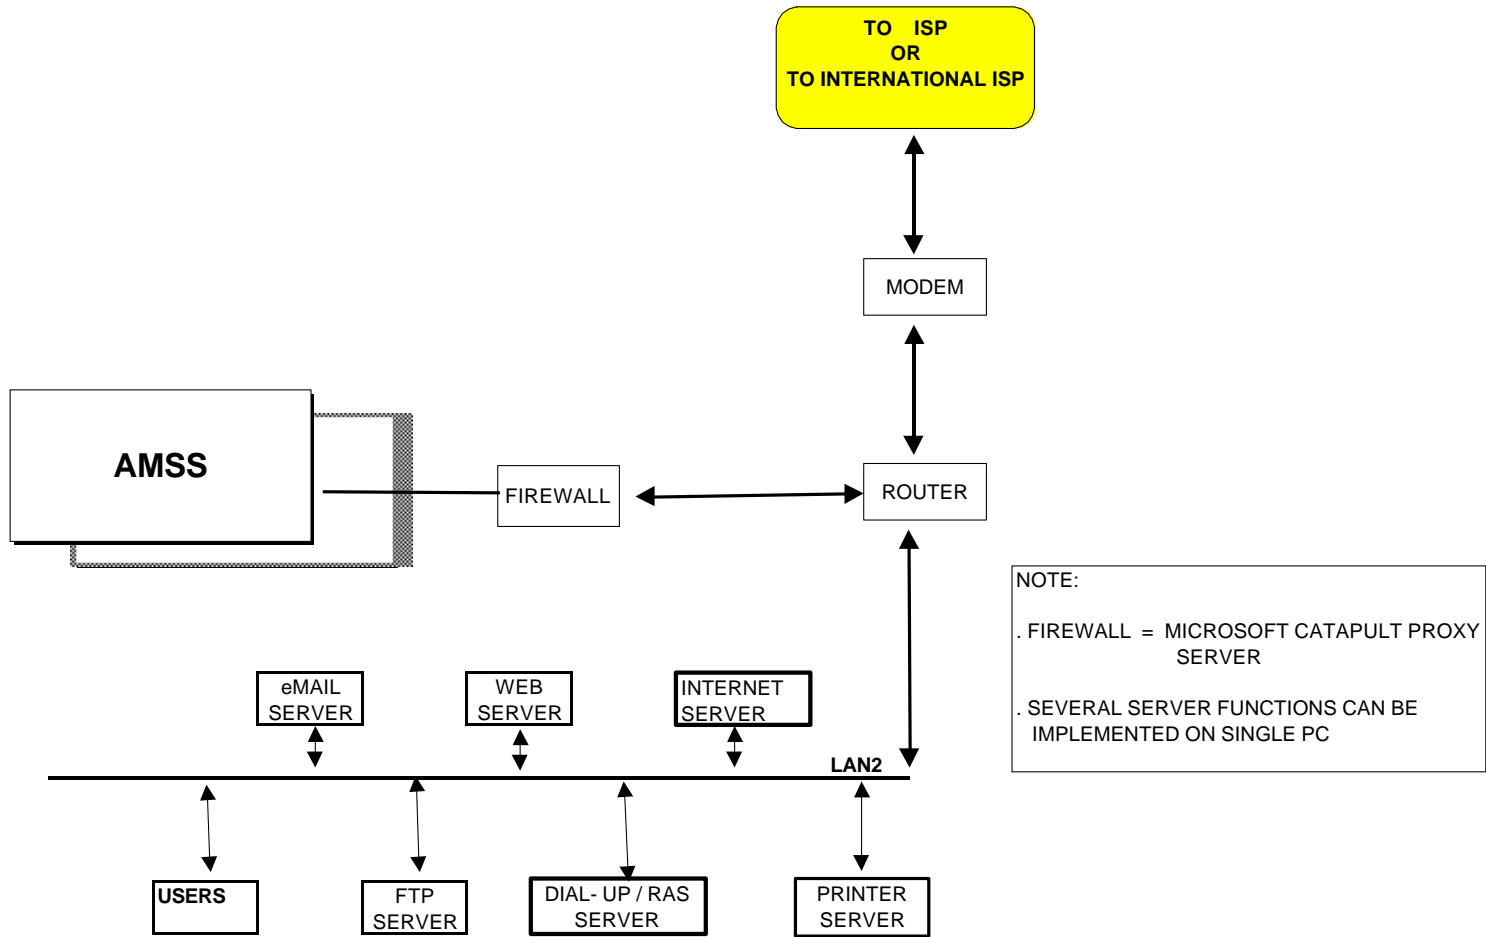 TO ISP
OR
TO INTERNATIONAL ISP
MODEM
AMSS
FIREWALL
ROUTER
NOTE:
. FIREWALL = MICROSOFT CATAPULT PROXY
SERVER
. SEVERAL SERVER FUNCTIONS CAN BE
IMPLEMENTED ON SINGLE PC
eMAIL
SERVER
WEB
SERVER
INTERNET
SERVER
LAN2
USERS
FTP
SERVER
DIAL- UP / RAS
SERVER
PRINTER
SERVER